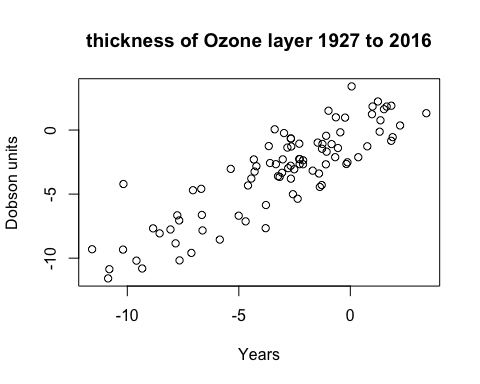 thickness of Ozone layer 1927 to 2016
Dobson units
0
-5
-10
-10 -5 0
Years